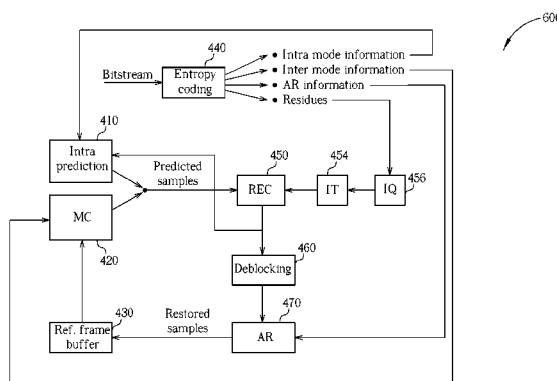 600
440
Bitstream
Entropy
coding
Intra mode information
Inter mode information
AR information
Residues
410
Intra
prediction
Predicted
samples
450
REC
454
IT
IQ
456
MC
420
460
Deblocking
430
Ref. frame
buffer
Restored
samples
470
AR